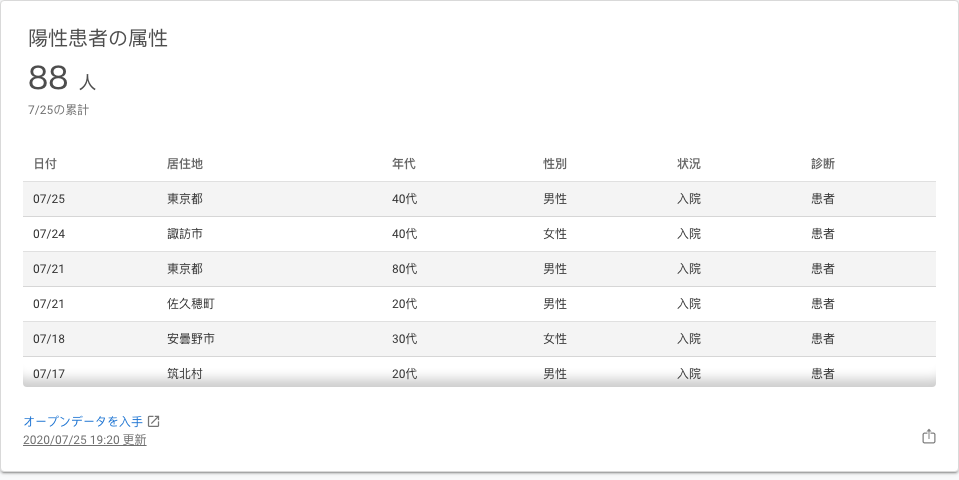 陽性患者の属性
88 人
7/25の累計
日付 居住地 年代 性別 状況 診断
07/25 東京都 40代 男性 入院 患者
07/24 諏訪市 40代 女性 入院 患者
07/21 東京都 80代 男性 入院 患者
07/21 佐久穂町 20代 男性 入院 患者
07/18 安曇野市 30代 女性 入院 患者
07/17 筑北村 20代 男性 入院 患者
オープンデータを入手
2020/07/25 19:20 更新